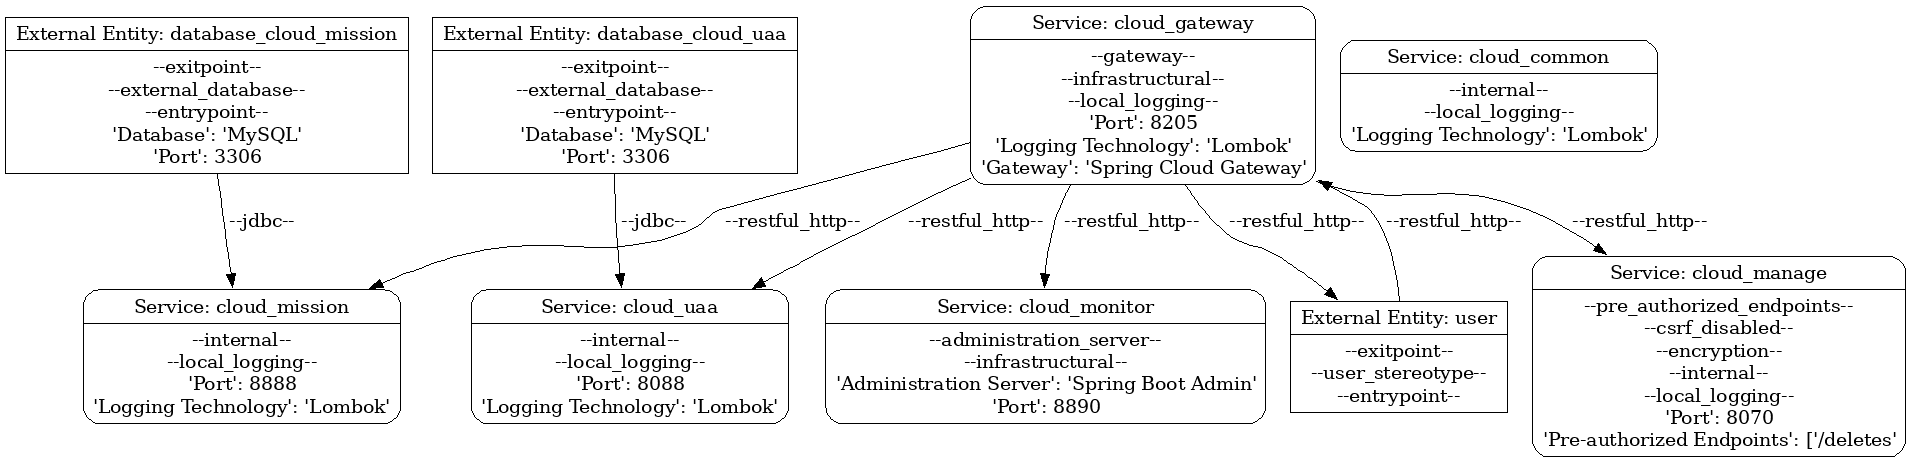 External Entity: database_cloud_mission
--exitpoint--
--external_database--
--entrypoint--
'Database': 'MySQL'
'Port': 3306
External Entity: database_cloud_uaa
--exitpoint--
--external_database--
--entrypoint--
'Database': 'MySQL'
'Port': 3306
Service: cloud_gateway
--gateway--
--infrastructural--
--local_logging--
'Port': 8205
'Logging Technology': 'Lombok'
'Gateway': 'Spring Cloud Gateway'
Service: cloud_common
--internal--
--local_logging--
'Logging Technology': 'Lombok'
--jdbc--
--jdbc--
--restful_http--
--restful_http--
--restful_http--
--restful_http--
--restful_http--
--restful_http--
Service: cloud_mission
--internal--
--local_logging--
'Port': 8888
'Logging Technology': 'Lombok'
Service: cloud_uaa
--internal--
--local_logging--
'Port': 8088
'Logging Technology': 'Lombok'
Service: cloud_monitor
--administration_server--
--infrastructural--
'Administration Server': 'Spring Boot Admin'
'Port': 8890
External Entity: user
--exitpoint--
--user_stereotype--
--entrypoint--
Service: cloud_manage
--pre_authorized_endpoints--
--csrf_disabled--
--encryption--
--internal--
--local_logging--
'Port': 8070
'Pre-authorized Endpoints': ['/deletes'